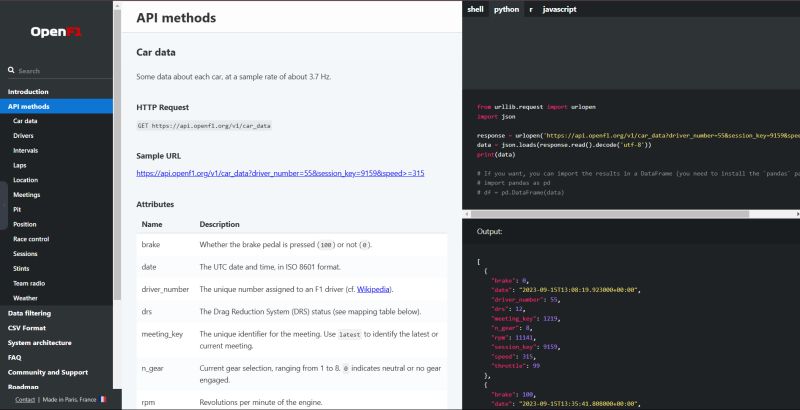 OpenF1
Search
Introduction
API methods
Car data
Drivers
Intervals
Laps
Location
Meetings
Pit
Position
Race control
Sessions
Stints
Team radio
Weather
Data filtering
CSV Format
System architecture
FAQ
Community and Support
Roadmap
Contact | Made in Paris, France
API methods
Car data
Some data about each car, at a sample rate of about 3.7 Hz.
HTTP Request
GET https://api.openf1.org/v1/car_data
Sample URL
https://api.openf1.org/v1/car_data?driver_number=55&session_key=9159&speed>=315
Attributes
Name Description
brake Whether the brake pedal is pressed (100) or not (0).
date The UTC date and time, in ISO 8601 format.
driver_number The unique number assigned to an F1 driver (cf. Wikipedia).
drs The Drag Reduction System (DRS) status (see mapping table below).
meeting_key The unique identifier for the meeting. Use latest to identify the latest or
current meeting.
n_gear Current gear selection, ranging from 1 to 8. 0 indicates neutral or no gear
engaged.
rpm Revolutions per minute of the engine.
shell python r javascript
from urllib.request import urlopen
import json
response = urlopen('https://api.openf1.org/v1/car_data?driver_number=55&session_key=9159&spee
data = json.loads(response.read().decode('utf-8'))
print(data)
# If you want, you can import the results in a DataFrame (you need to install the `pandas` pa
# import pandas as pd
# df = pd.DataFrame(data)
Output:
[
{
"brake": 0,
"date": "2023-09-15T13:08:19.923000+00:00",
"driver_number": 55,
"drs": 12,
"meeting_key": 1219,
"n_gear": 8,
"rpm": 11141,
"session_key": 9159,
"speed": 315,
"throttle": 99
},
{
"brake": 100,
"date": "2023-09-15T13:35:41.808000+00:00",